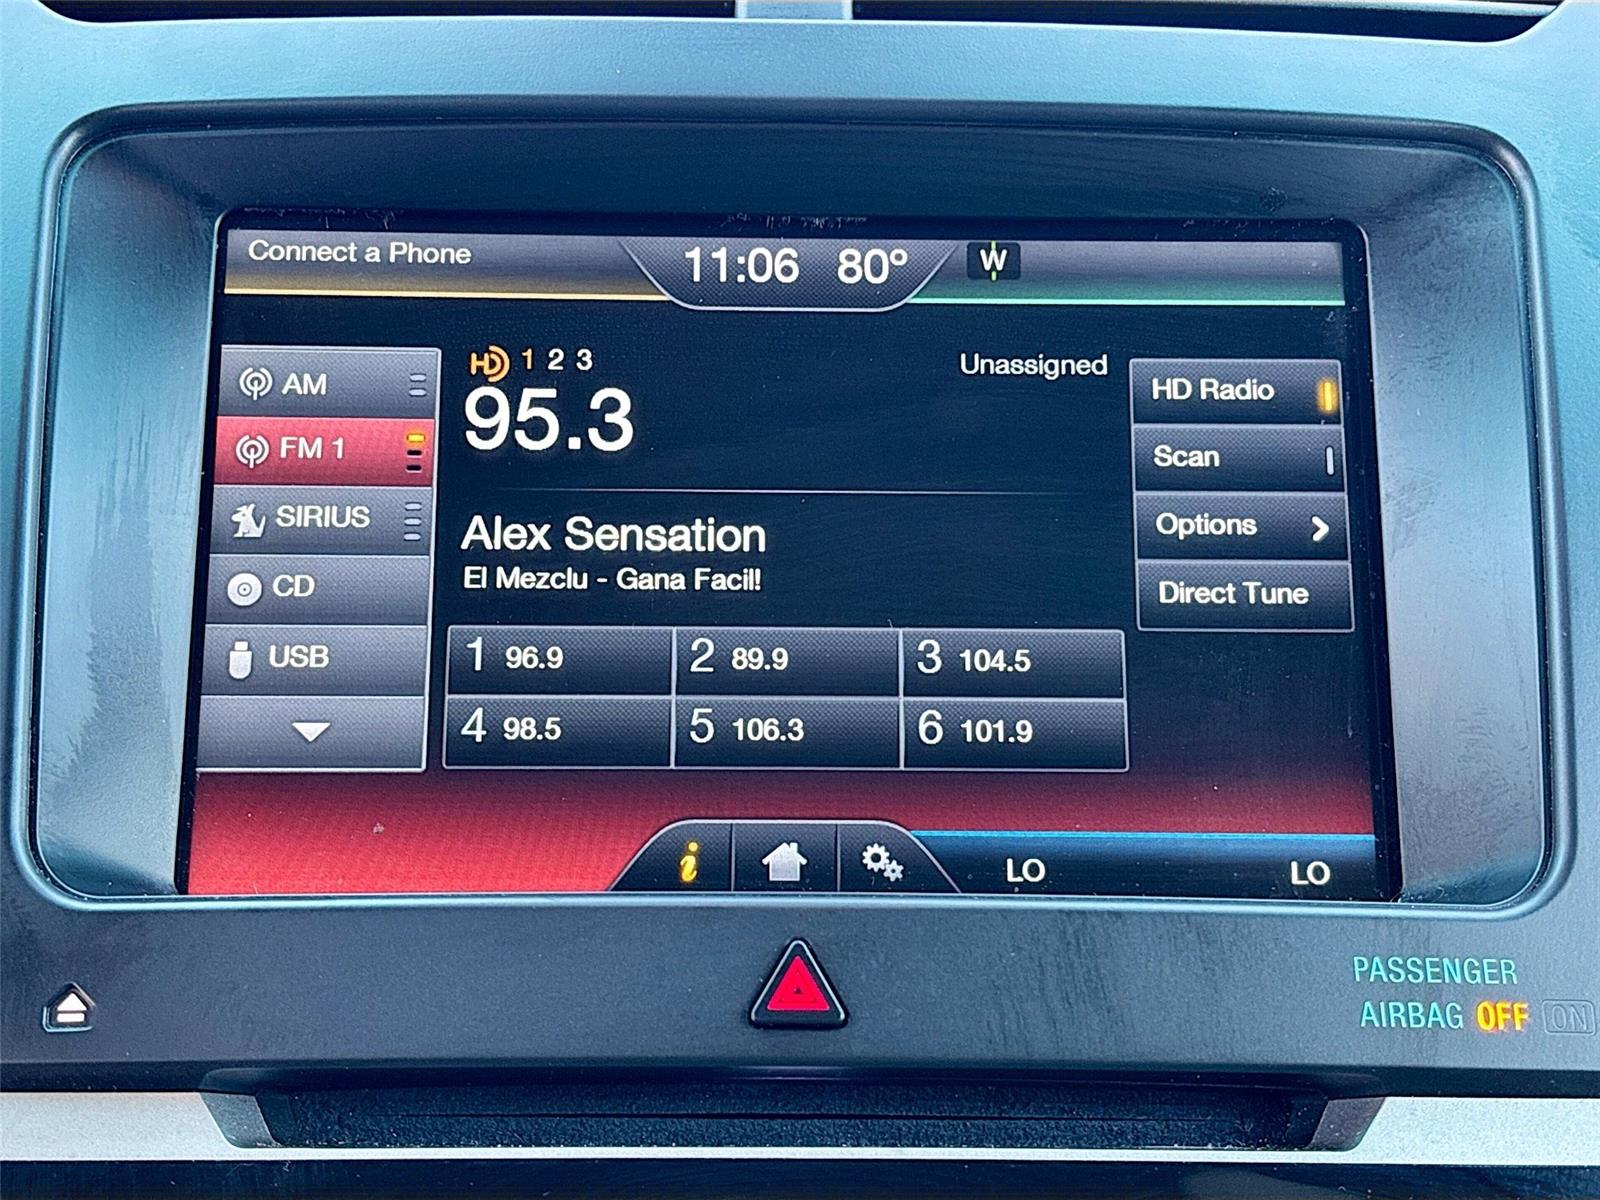 Connect a Phone
11:06 80° W
AM
FM 1
SIRIUS
CD
USB
HD 1 2 3
95.3
Unassigned
Alex Sensation
El Mezclu - Gana Facil!
1 96.9 2 89.9 3 104.5
4 98.5 5 106.3 6 101.9
HD Radio
Scan
Options
Direct Tune
i LO LO
PASSENGER
AIRBAG OFF ON